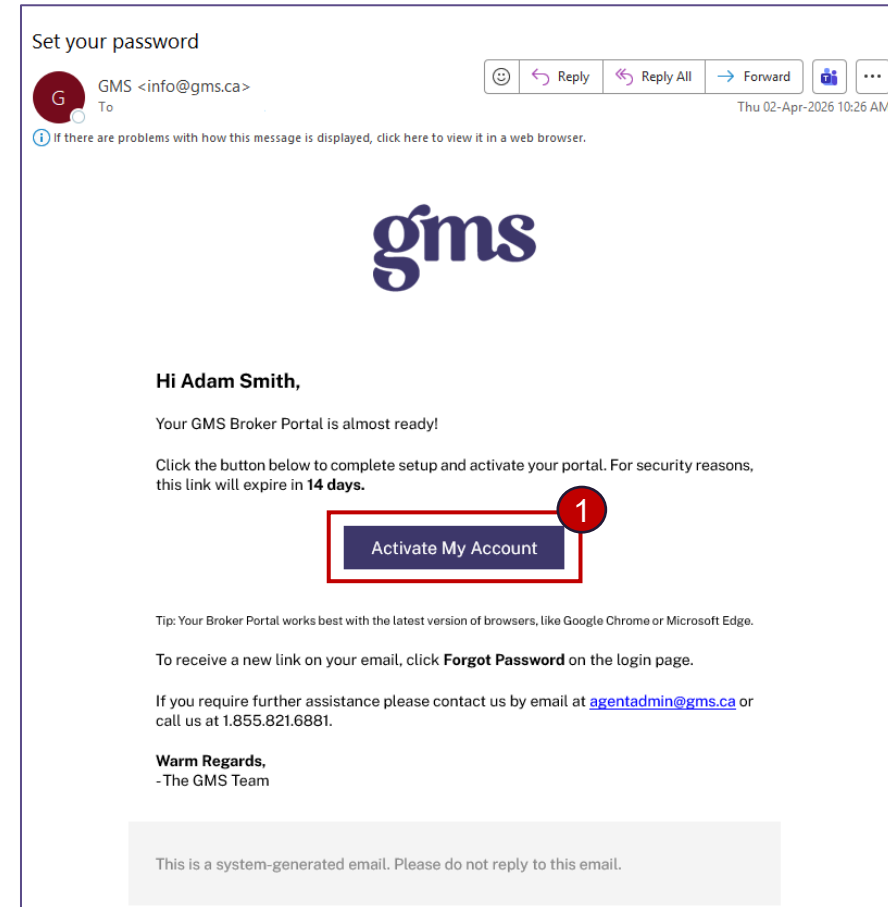 Set your password
G
GMS <info@gms.ca>
To
Reply
Reply All
Forward
Thu 02-Apr-2026 10:26 AM
If there are problems with how this message is displayed, click here to view it in a web browser.
gms
Hi Adam Smith,
Your GMS Broker Portal is almost ready!
Click the button below to complete setup and activate your portal. For security reasons,
this link will expire in 14 days.
1
Activate My Account
Tip: Your Broker Portal works best with the latest version of browsers, like Google Chrome or Microsoft Edge.
To receive a new link on your email, click Forgot Password on the login page.
If you require further assistance please contact us by email at agentadmin@gms.ca or
call us at 1.855.821.6881.
Warm Regards,
- The GMS Team
This is a system-generated email. Please do not reply to this email.